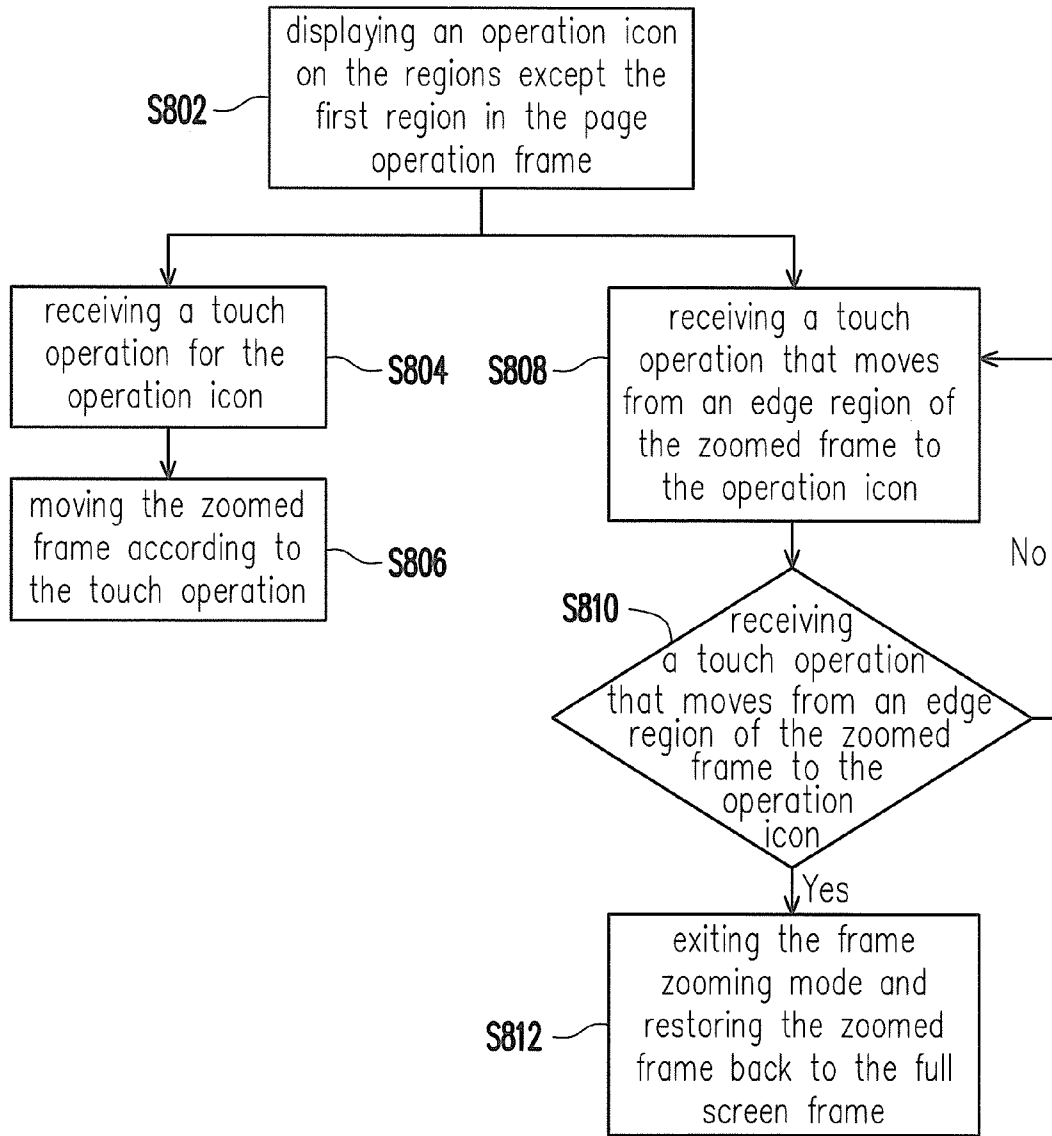 displaying an operation icon
on the regions except the
first region in the page
operation frame
S802
receiving a touch
operation for the
operation icon
S804
moving the zoomed
frame according to
the touch operation
S806
S808
receiving a touch
operation that moves
from an edge region of
the zoomed frame to
the operation icon
No
S810
receiving
a touch operation
that moves from an edge
region of the zoomed
frame to the
operation
icon
Yes
exiting the frame
zooming mode and
restoring the zoomed
frame back to the full
screen frame
S812